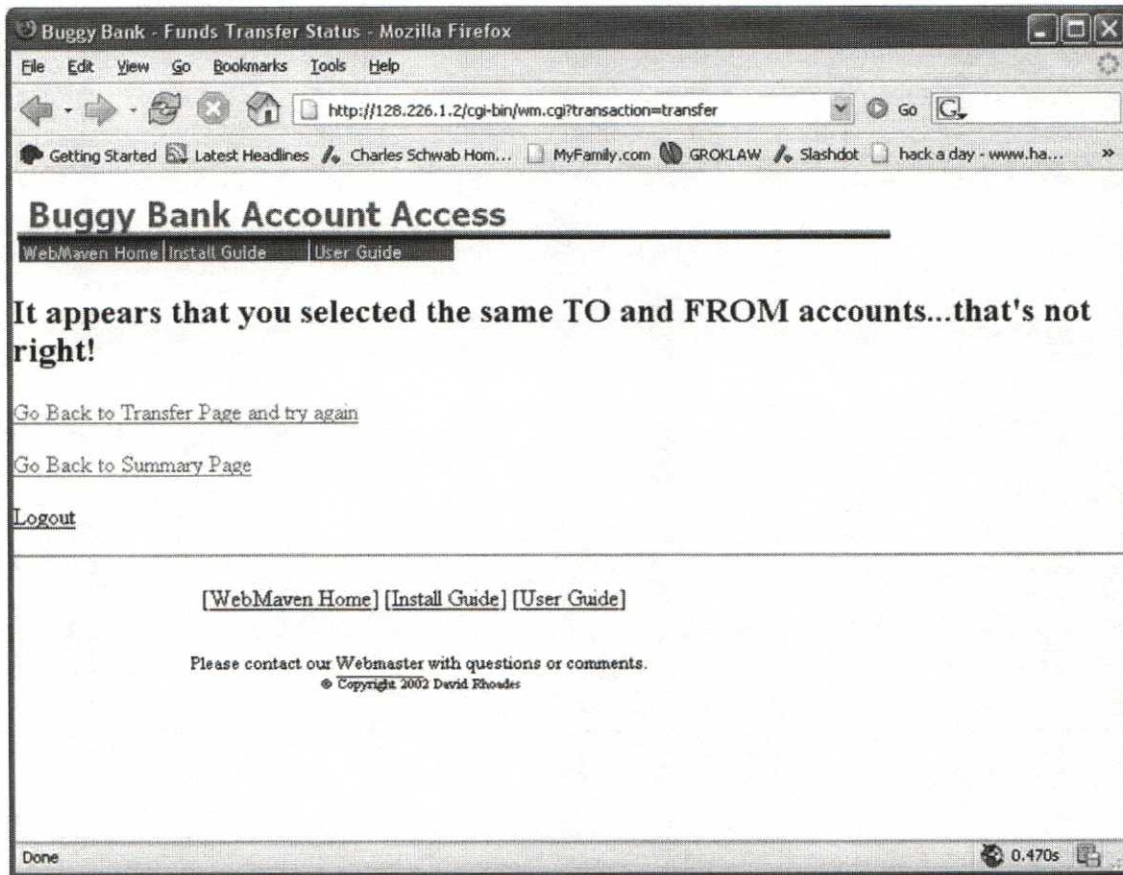 Buggy Bank - Funds Transfer Status - Mozilla Firefox
File Edit View Go Bookmarks Tools Help
http://128.226.1.2/cgi-bin/wm.cgi?transaction=transfer Go G
Getting Started Latest Headlines Charles Schwab Hom... MyFamily.com GROKLAW Slashdot hack a day - www.ha... »
Buggy Bank Account Access
WebMaven Home Install Guide User Guide
It appears that you selected the same TO and FROM accounts...that's not
right!
Go Back to Transfer Page and try again
Go Back to Summary Page
Logout
[WebMaven Home] [Install Guide] [User Guide]
Please contact our Webmaster with questions or comments.
© Copyright 2002 David Rhoades
Done 0.470s